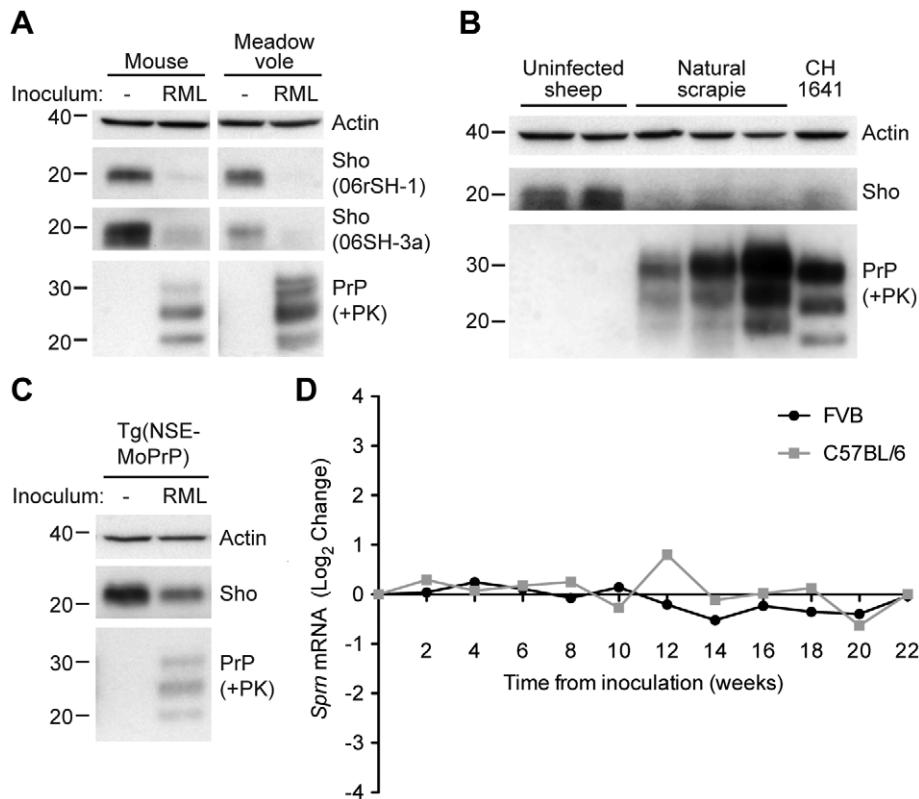 A
Mouse
Meadow
vole
Inoculum: - RML - RML
40
Actin
20
Sho
(06rSH-1)
20
Sho
(06SH-3a)
30
20
PrP
(+PK)
B
Uninfected
sheep
Natural
scrapie
CH
1641
40
Actin
20
Sho
30
20
PrP
(+PK)
C
Tg(NSE-
MoPrP)
Inoculum: - RML
40
Actin
20
Sho
30
20
PrP
(+PK)
D
FVB
C57BL/6
Sprn mRNA (Log2 Change)
4
3
2
1
0
-1
-2
-3
-4
2 4 6 8 10 12 14 16 18 20 22
Time from inoculation (weeks)